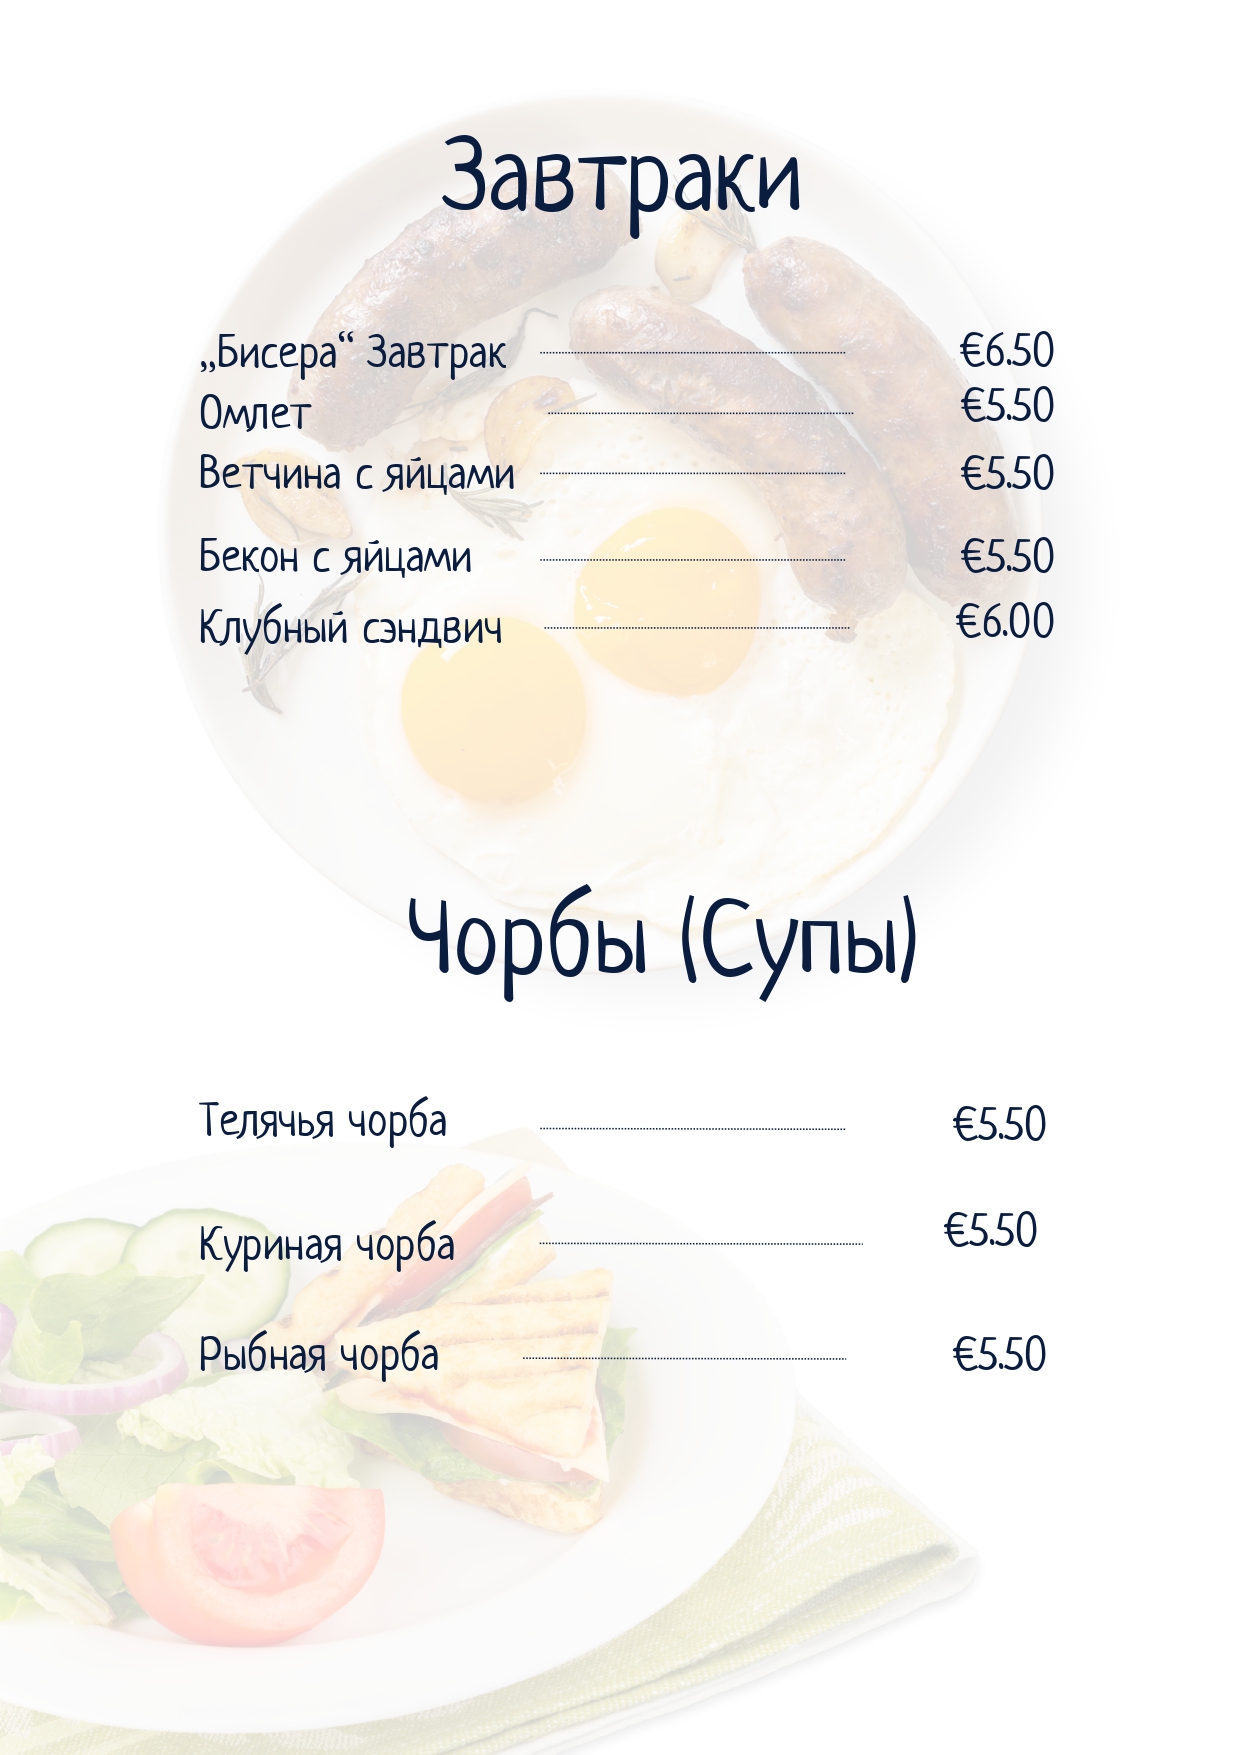 Завтраки
„Бисера“ Завтрак €6.50
Омлет €5.50
Ветчина с яйцами €5.50
Бекон с яйцами €5.50
Клубный сэндвич €6.00
Чорбы (Супы)
Телячья чорба €5.50
Куриная чорба €5.50
Рыбная чорба €5.50